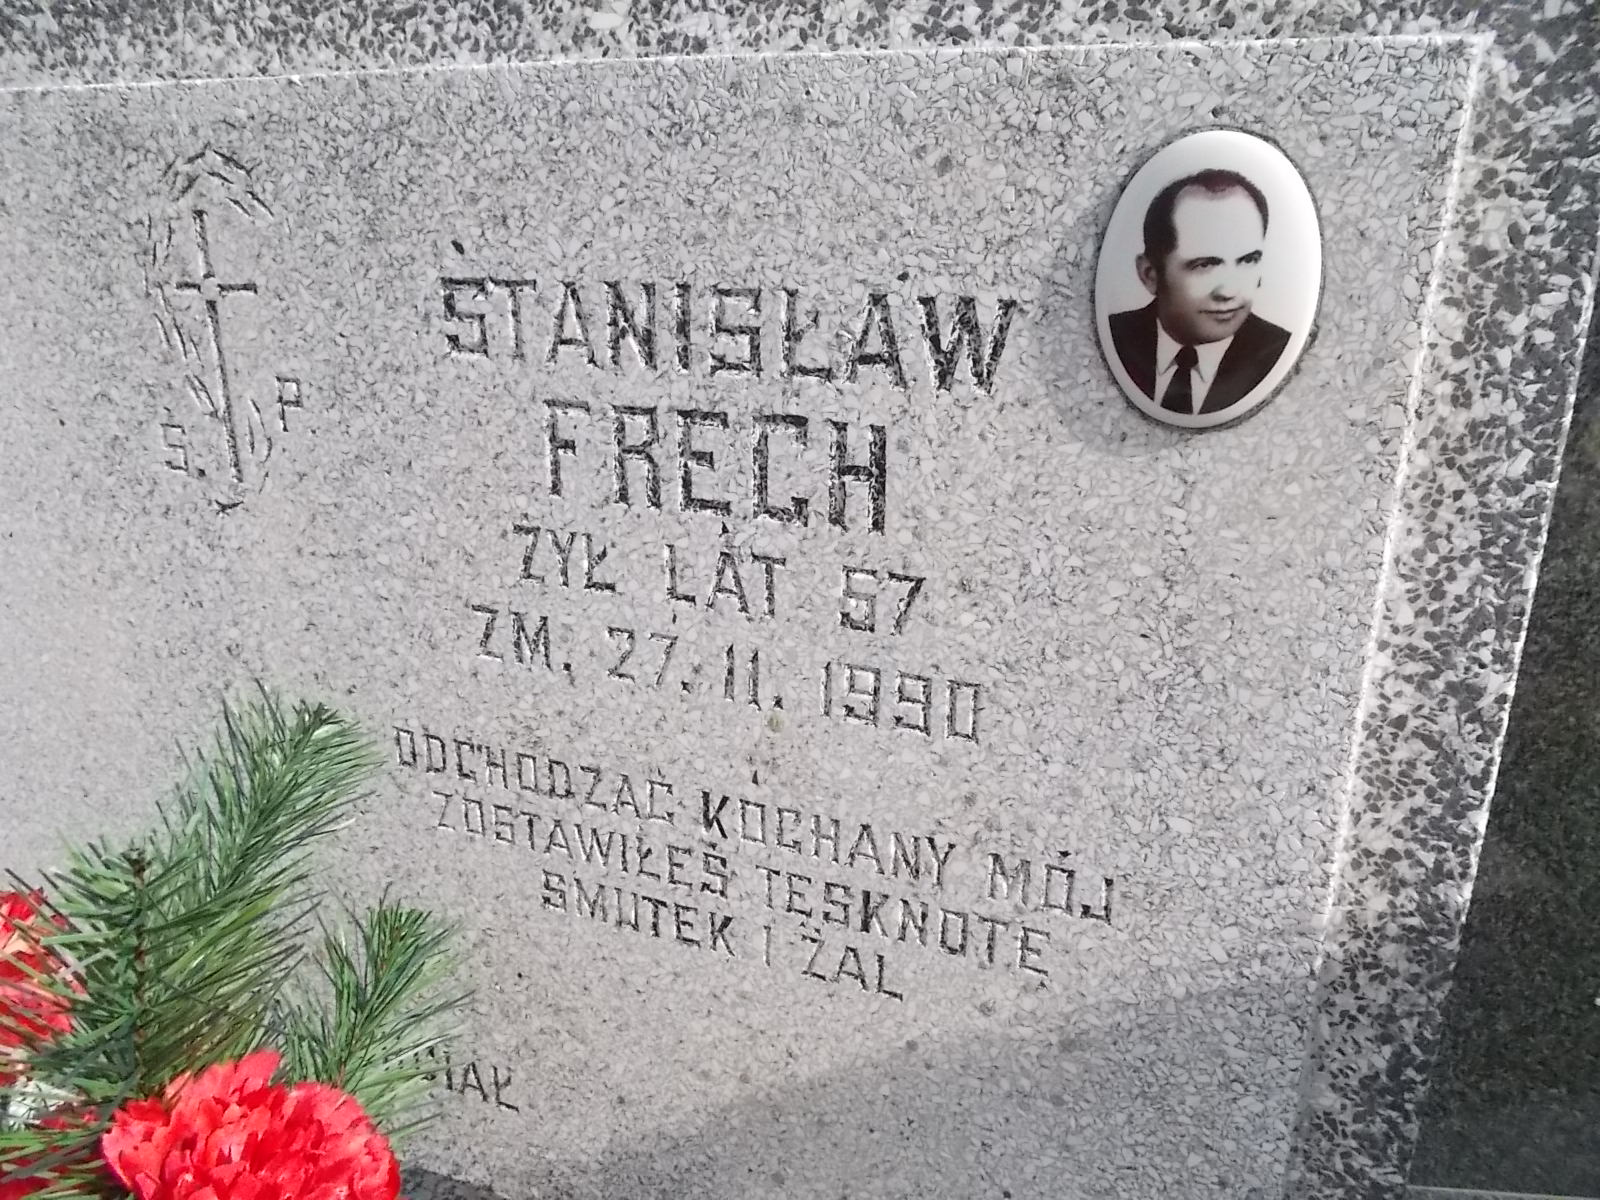 Ś. P.
STANISŁAW
FRECH
ŻYŁ LAT 57
ZM. 27.11.1990
ODCHODZĄC KOCHANY MÓJ
ZOSTAWIŁEŚ TĘSKNOTĘ
SMUTEK I ŻAL